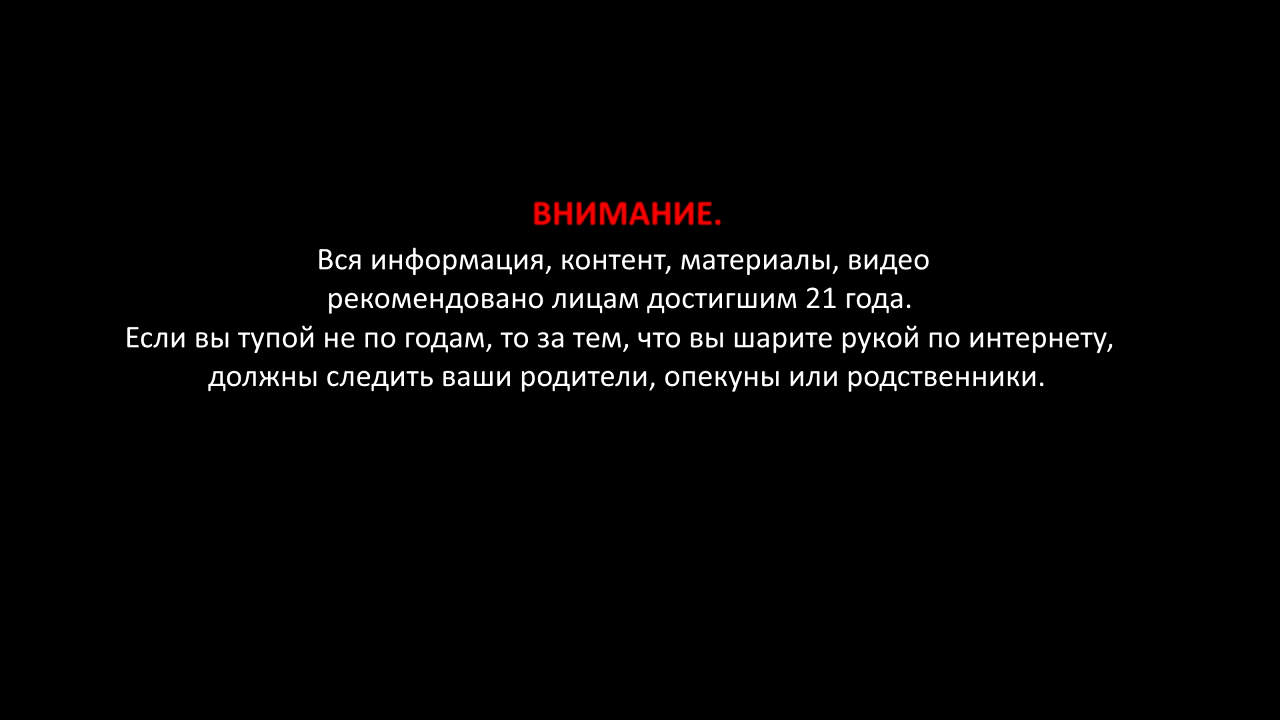 ВНИМАНИЕ.
Вся информация, контент, материалы, видео
рекомендовано лицам достигшим 21 года.
Если вы тупой не по годам, то за тем, что вы шарите рукой по интернету,
должны следить ваши родители, опекуны или родственники.